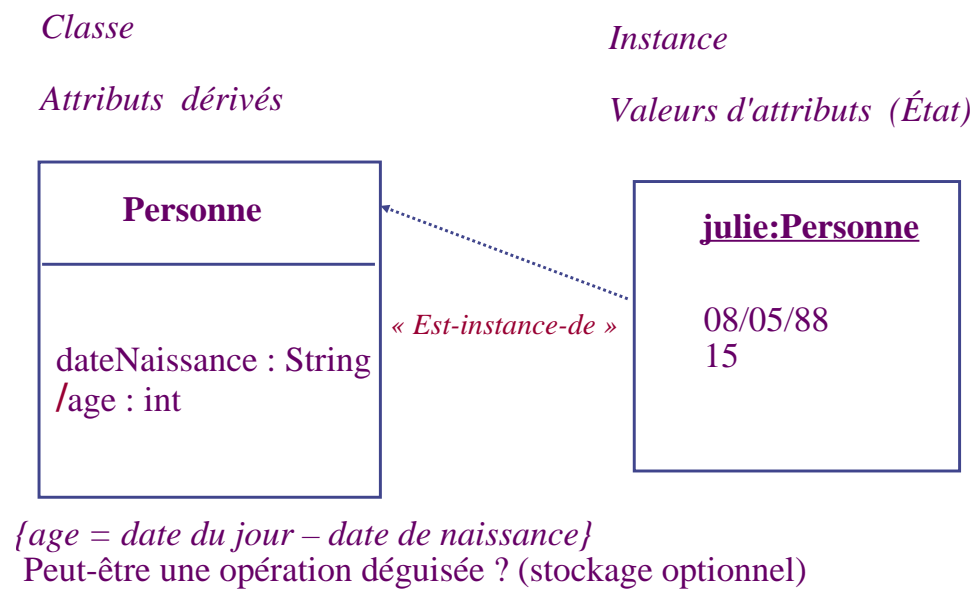 Classe
Attributs dérivés
Instance
Valeurs d'attributs (État)
Personne
dateNaissance : String
/age : int
« Est-instance-de »
julie:Personne
08/05/88
15
{age = date du jour – date de naissance}
Peut-être une opération déguisée ? (stockage optionnel)